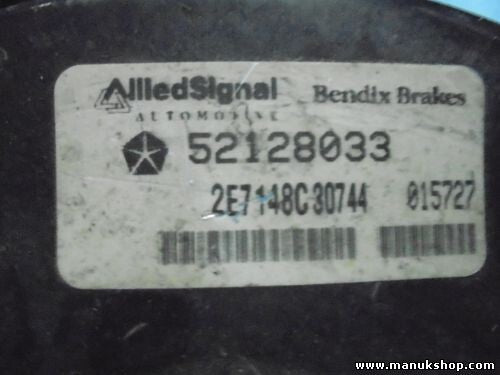 AlliedSignal Bendix Brakes
AUTOMOTIVE
52128033
2E7148C30744 015727
www.manukshop.com